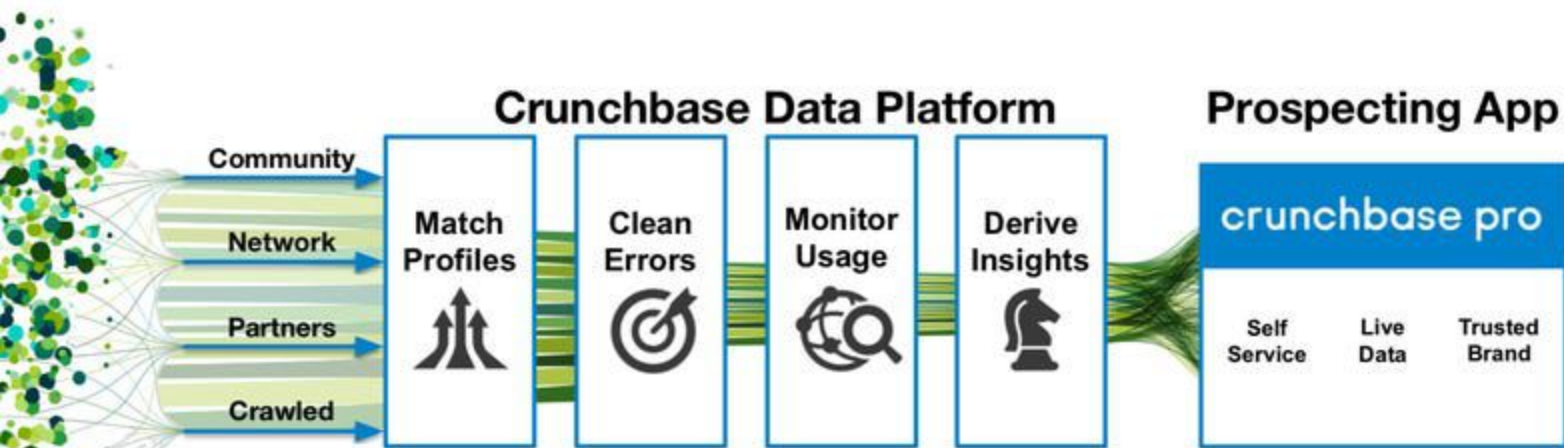 Crunchbase Data Platform
Prospecting App
Community
Network
Partners
Crawled
Match
Profiles
Clean
Errors
Monitor
Usage
Derive
Insights
crunchbase pro
Self
Service
Live
Data
Trusted
Brand